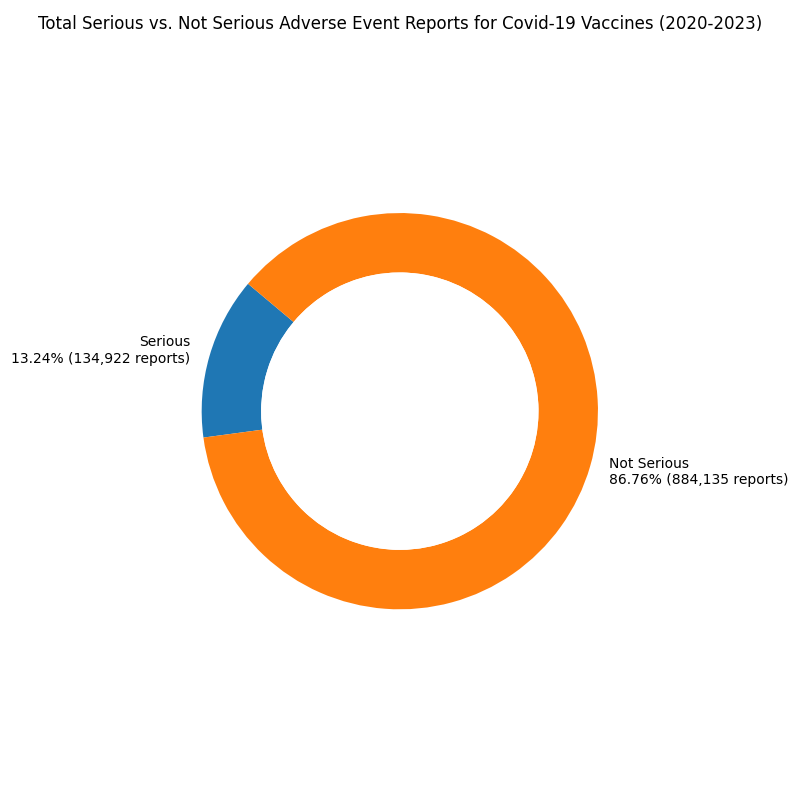 Total Serious vs. Not Serious Adverse Event Reports for Covid-19 Vaccines (2020-2023)
Serious
13.24% (134,922 reports)
Not Serious
86.76% (884,135 reports)